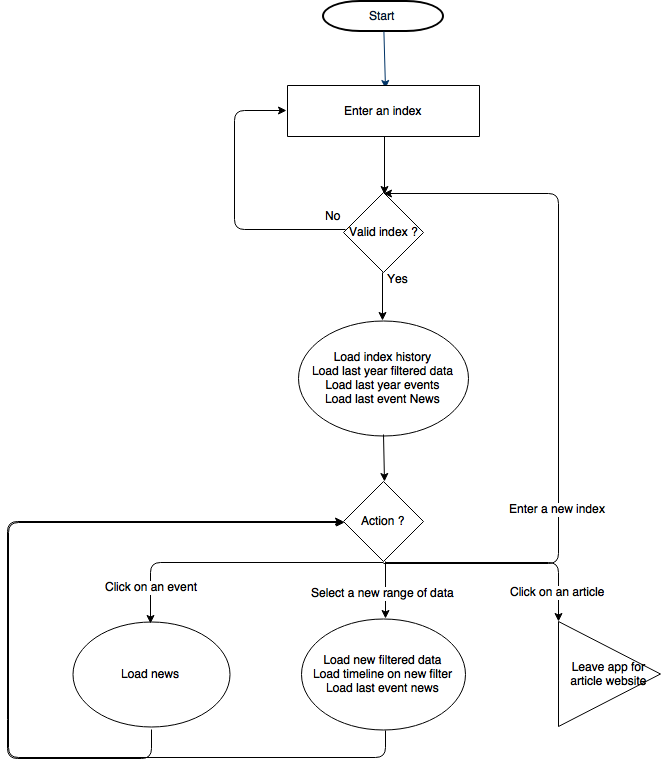 Start
Enter an index
No
Valid index ?
Yes
Load index history
Load last year filtered data
Load last year events
Load last event News
Enter a new index
Action ?
Click on an event
Select a new range of data
Click on an article
Load news
Load new filtered data
Load timeline on new filter
Load last event news
Leave app for
article website